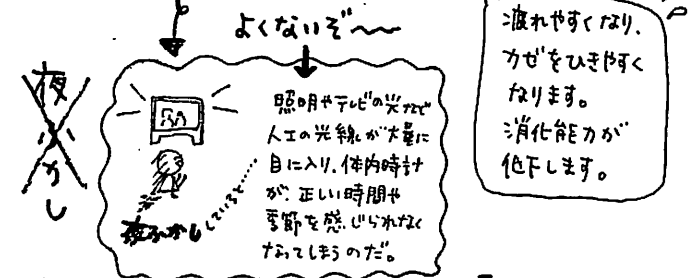 よくないぞ〜〜
夜ふかし
夜ふかししていると……
照明やテレビの光などで
人工の光線が大量に
目に入り、体内時計
が、正しい時間や
季節を感じられなく
なってしまうのだ。
疲れやすくなり、
カゼをひきやすく
なります。
消化能力が
低下します。